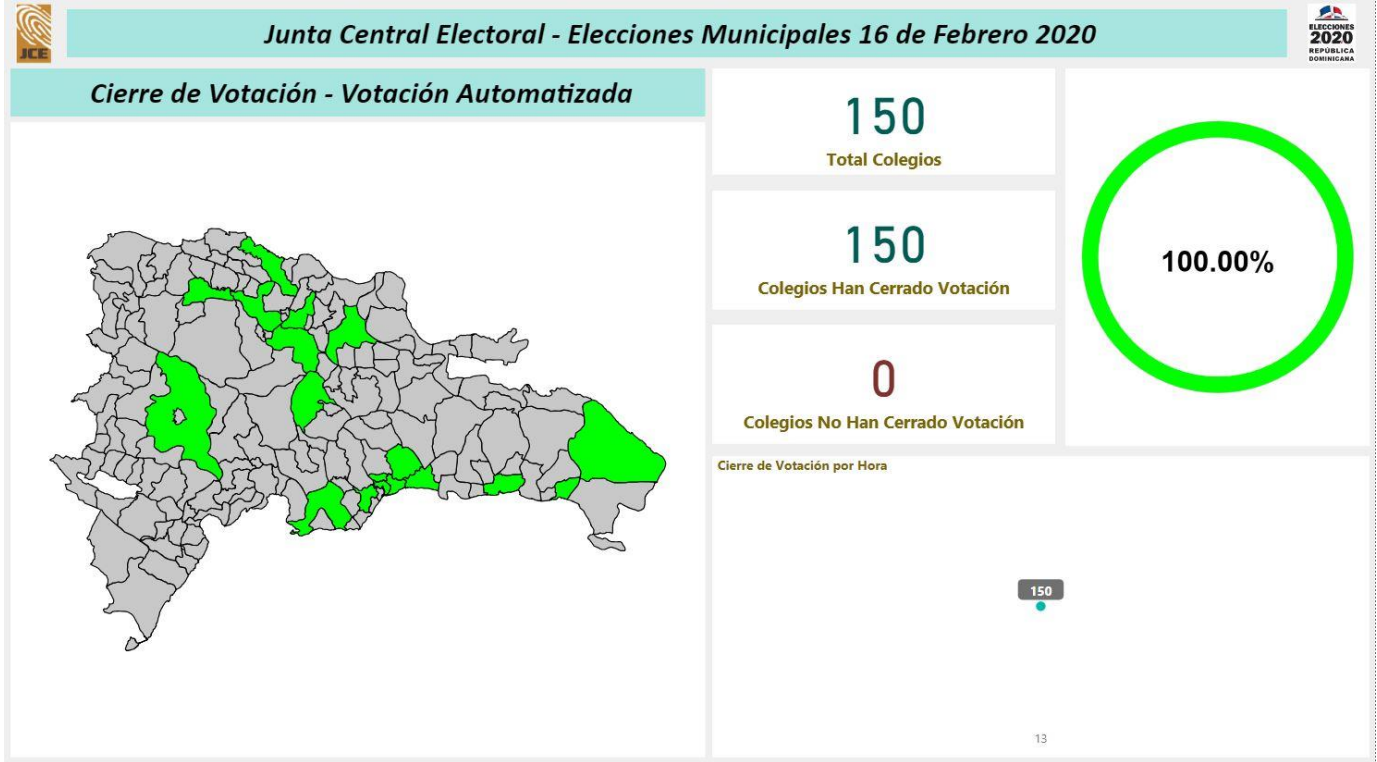 JCE
Junta Central Electoral - Elecciones Municipales 16 de Febrero 2020
ELECCIONES
2020
REPÚBLICA
DOMINICANA
Cierre de Votación - Votación Automatizada
150
Total Colegios
150
Colegios Han Cerrado Votación
0
Colegios No Han Cerrado Votación
100.00%
Cierre de Votación por Hora
150
13